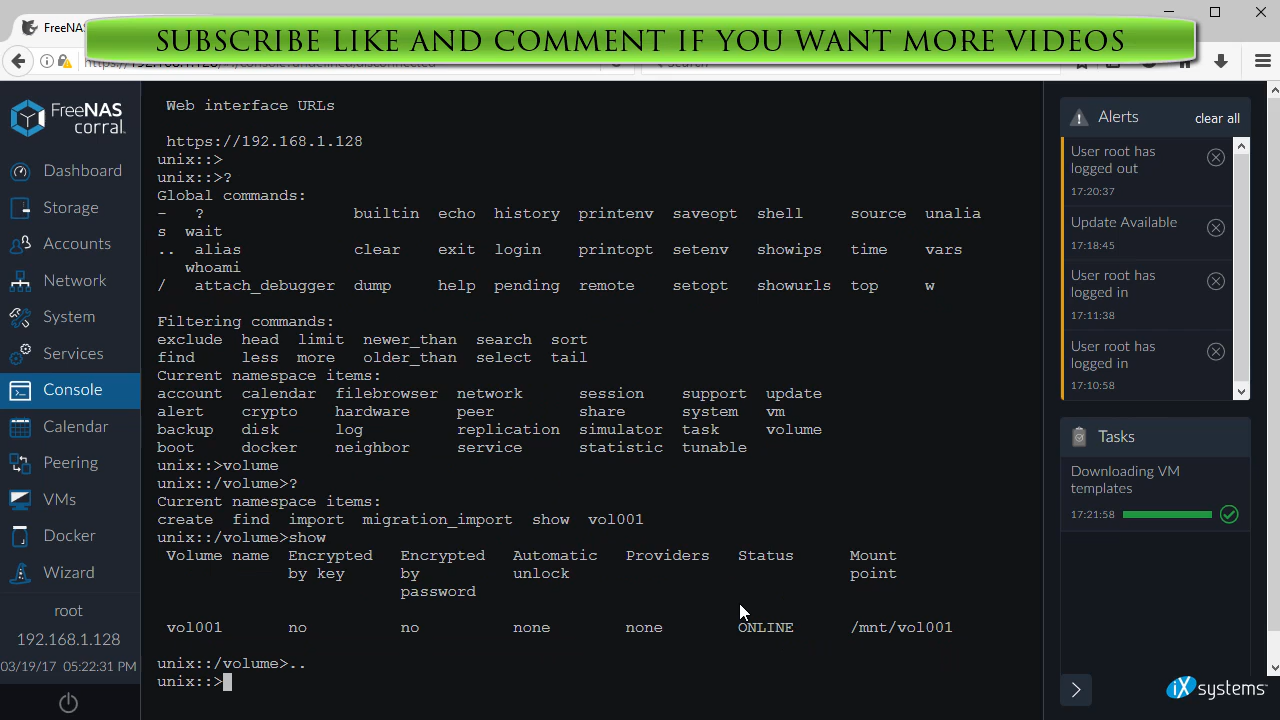 FreeNAS
SUBSCRIBE LIKE AND COMMENT IF YOU WANT MORE VIDEOS
FreeNAS
corral
Dashboard
Storage
Accounts
Network
System
Services
Console
Calendar
Peering
VMs
Docker
Wizard
root
192.168.1.128
03/19/17 05:22:31 PM
Web interface URLs
https://192.168.1.128
unix::>
unix::>?
Global commands:
- ? builtin echo history printenv saveopt shell source unalia
s wait
.. alias clear exit login printopt setenv showips time vars
whoami
/ attach_debugger dump help pending remote setopt showurls top w
Filtering commands:
exclude head limit newer_than search sort
find less more older_than select tail
Current namespace items:
account calendar filebrowser network session support update
alert crypto hardware peer share system vm
backup disk log replication simulator task volume
boot docker neighbor service statistic tunable
unix::>volume
unix::/volume>?
Current namespace items:
create find import migration_import show vol001
unix::/volume>show
Volume name Encrypted Encrypted Automatic Providers Status Mount
by key by unlock point
password
vol001 no no none none ONLINE /mnt/vol001
unix::/volume>..
unix::>
Alerts clear all
User root has
logged out
17:20:37
Update Available
17:18:45
User root has
logged in
17:11:38
User root has
logged in
17:10:58
Tasks
Downloading VM
templates
17:21:58
iXsystems